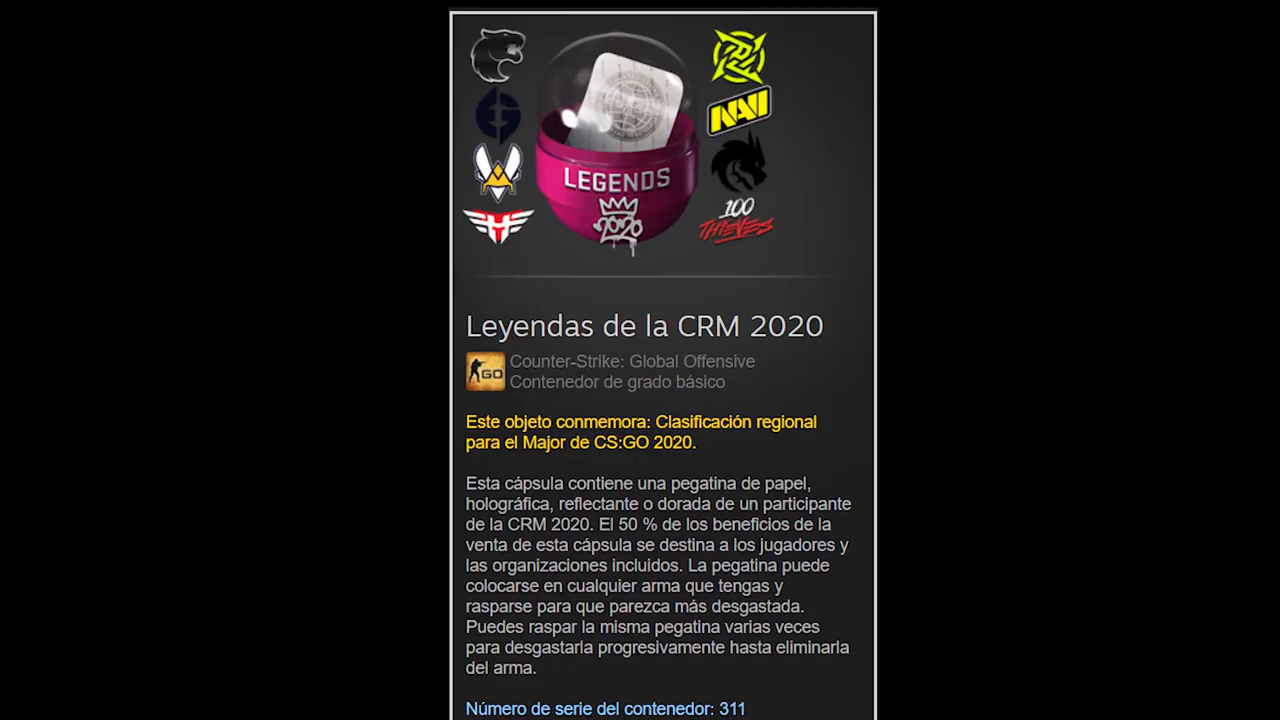 NAVI
LEGENDS
2020
100
THIEVES
Leyendas de la CRM 2020
GO
Counter-Strike: Global Offensive
Contenedor de grado básico
Este objeto conmemora: Clasificación regional
para el Major de CS:GO 2020.
Esta cápsula contiene una pegatina de papel,
holográfica, reflectante o dorada de un participante
de la CRM 2020. El 50 % de los beneficios de la
venta de esta cápsula se destina a los jugadores y
las organizaciones incluidos. La pegatina puede
colocarse en cualquier arma que tengas y
rasparse para que parezca más desgastada.
Puedes raspar la misma pegatina varias veces
para desgastarla progresivamente hasta eliminarla
del arma.
Número de serie del contenedor: 311